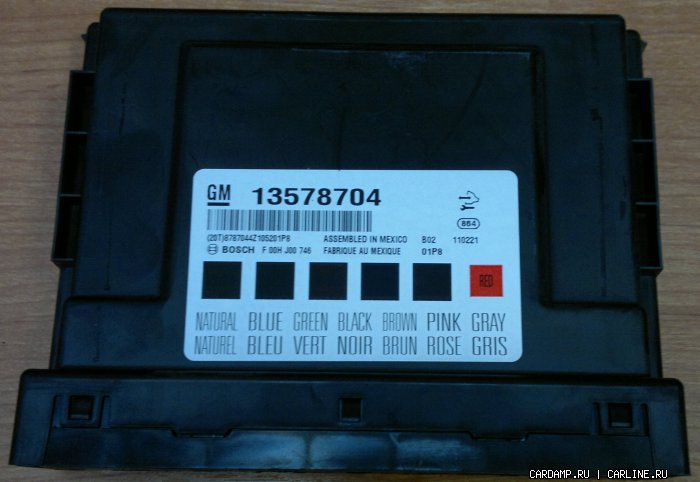 GM 13578704
864
(20T)8787044Z105201P8 ASSEMBLED IN MEXICO B02 110221
BOSCH F 00H J00 746 FABRIQUE AU MEXIQUE 01P8
RED
NATURAL BLUE GREEN BLACK BROWN PINK GRAY
NATUREL BLEU VERT NOIR BRUN ROSE GRIS
CARDAMP.RU | CARLINE.RU